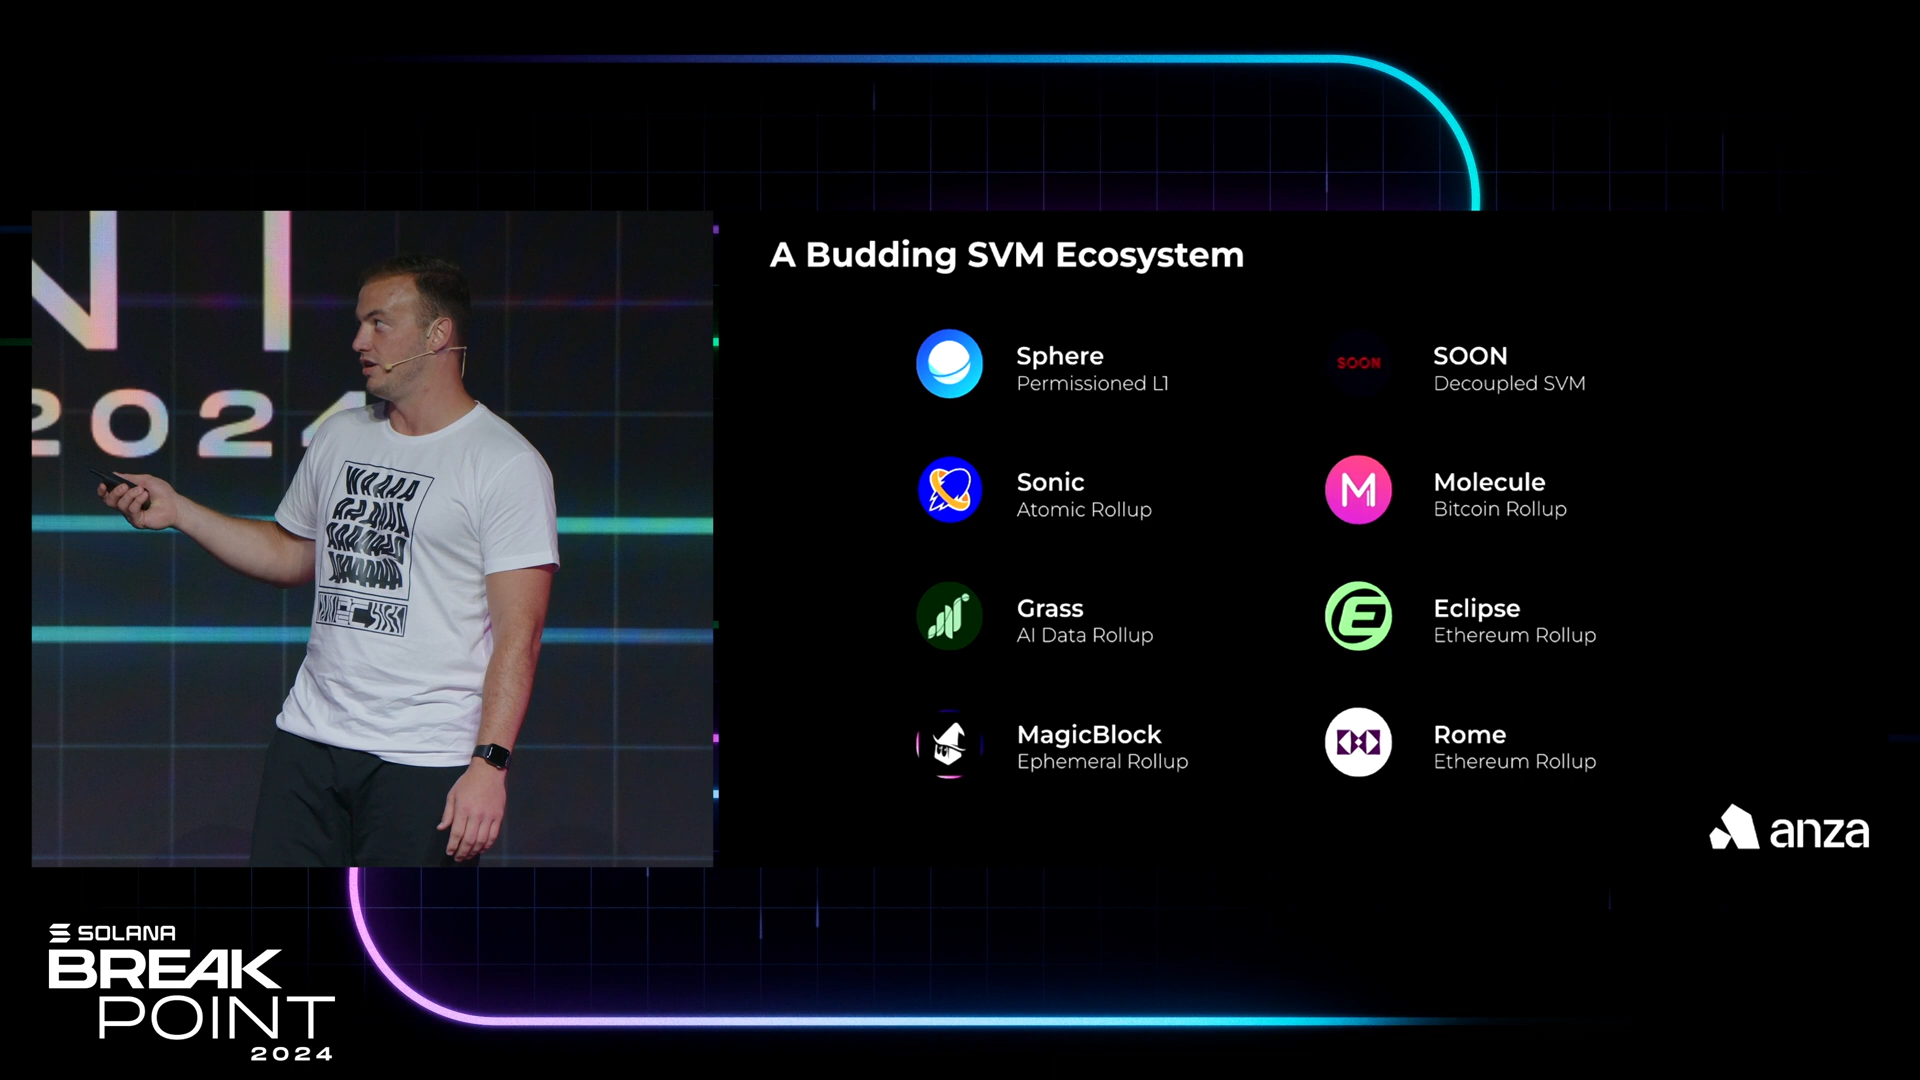 N I
2024
A Budding SVM Ecosystem
Sphere
Permissioned L1
SOON
SOON
Decoupled SVM
Sonic
Atomic Rollup
M
Molecule
Bitcoin Rollup
Grass
AI Data Rollup
E
Eclipse
Ethereum Rollup
MagicBlock
Ephemeral Rollup
Rome
Ethereum Rollup
anza
SOLANA
BREAK
POINT
2024